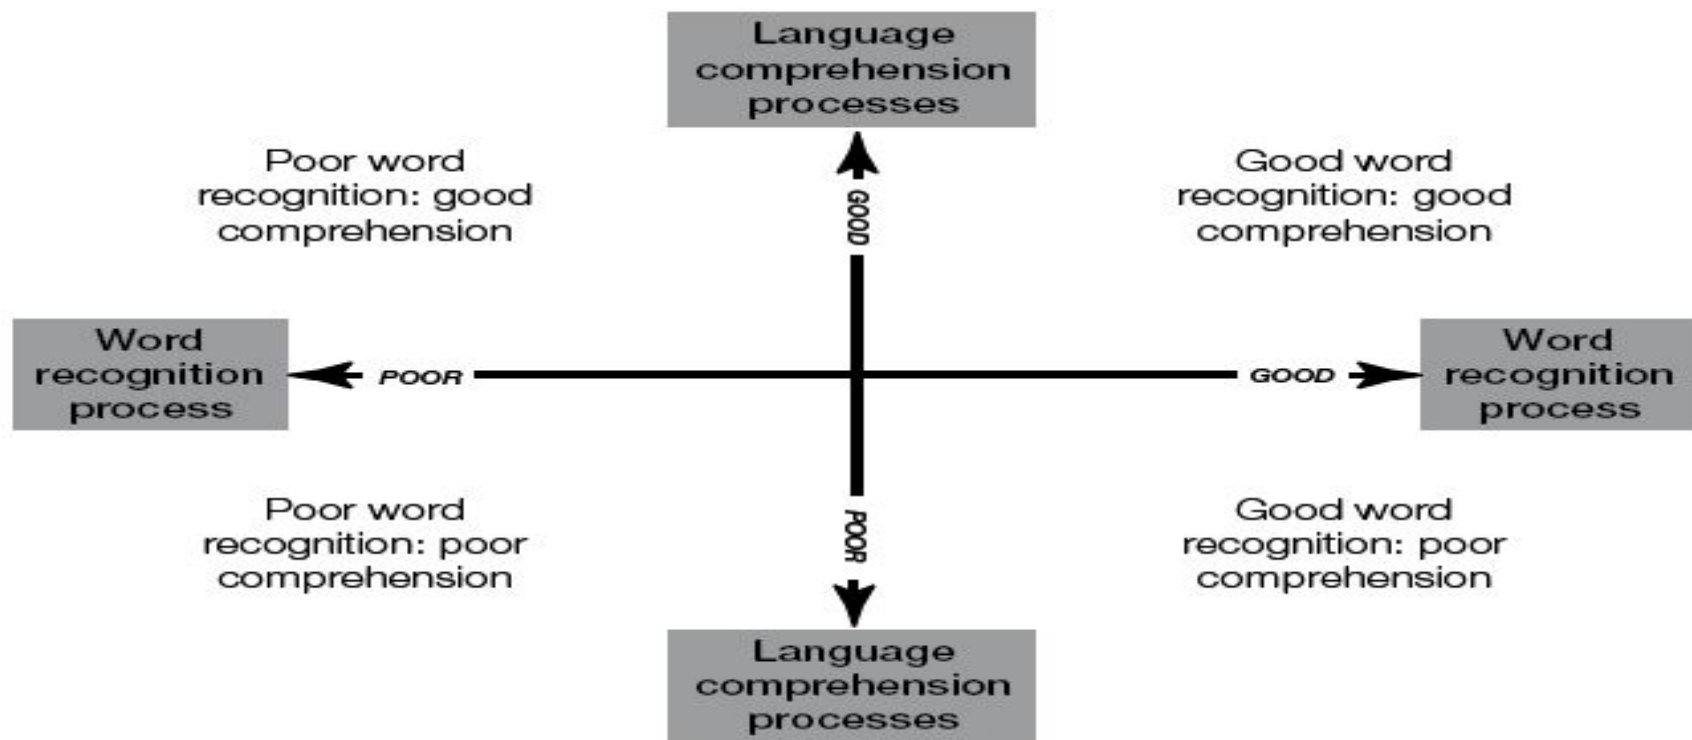 Language
comprehension
processes
Poor word
recognition: good
comprehension
Good word
recognition: good
comprehension
GOOD
Word
recognition
process
POOR
GOOD
Word
recognition
process
Poor word
recognition: poor
comprehension
POOR
Good word
recognition: poor
comprehension
Language
comprehension
processes